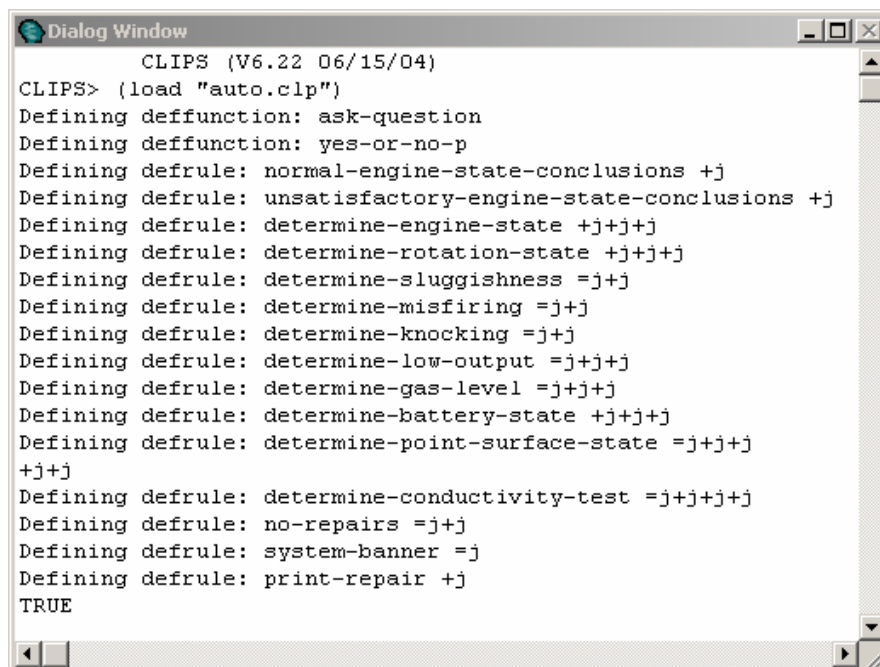 Dialog Window
CLIPS (V6.22 06/15/04)
CLIPS> (load "auto.clp")
Defining deffunction: ask-question
Defining deffunction: yes-or-no-p
Defining defrule: normal-engine-state-conclusions +j
Defining defrule: unsatisfactory-engine-state-conclusions +j
Defining defrule: determine-engine-state +j+j+j
Defining defrule: determine-rotation-state +j+j+j
Defining defrule: determine-sluggishness =j+j
Defining defrule: determine-misfiring =j+j
Defining defrule: determine-knocking =j+j
Defining defrule: determine-low-output =j+j+j
Defining defrule: determine-gas-level =j+j+j
Defining defrule: determine-battery-state +j+j+j
Defining defrule: determine-point-surface-state =j+j+j
+j+j
Defining defrule: determine-conductivity-test =j+j+j+j
Defining defrule: no-repairs =j+j
Defining defrule: system-banner =j
Defining defrule: print-repair +j
TRUE